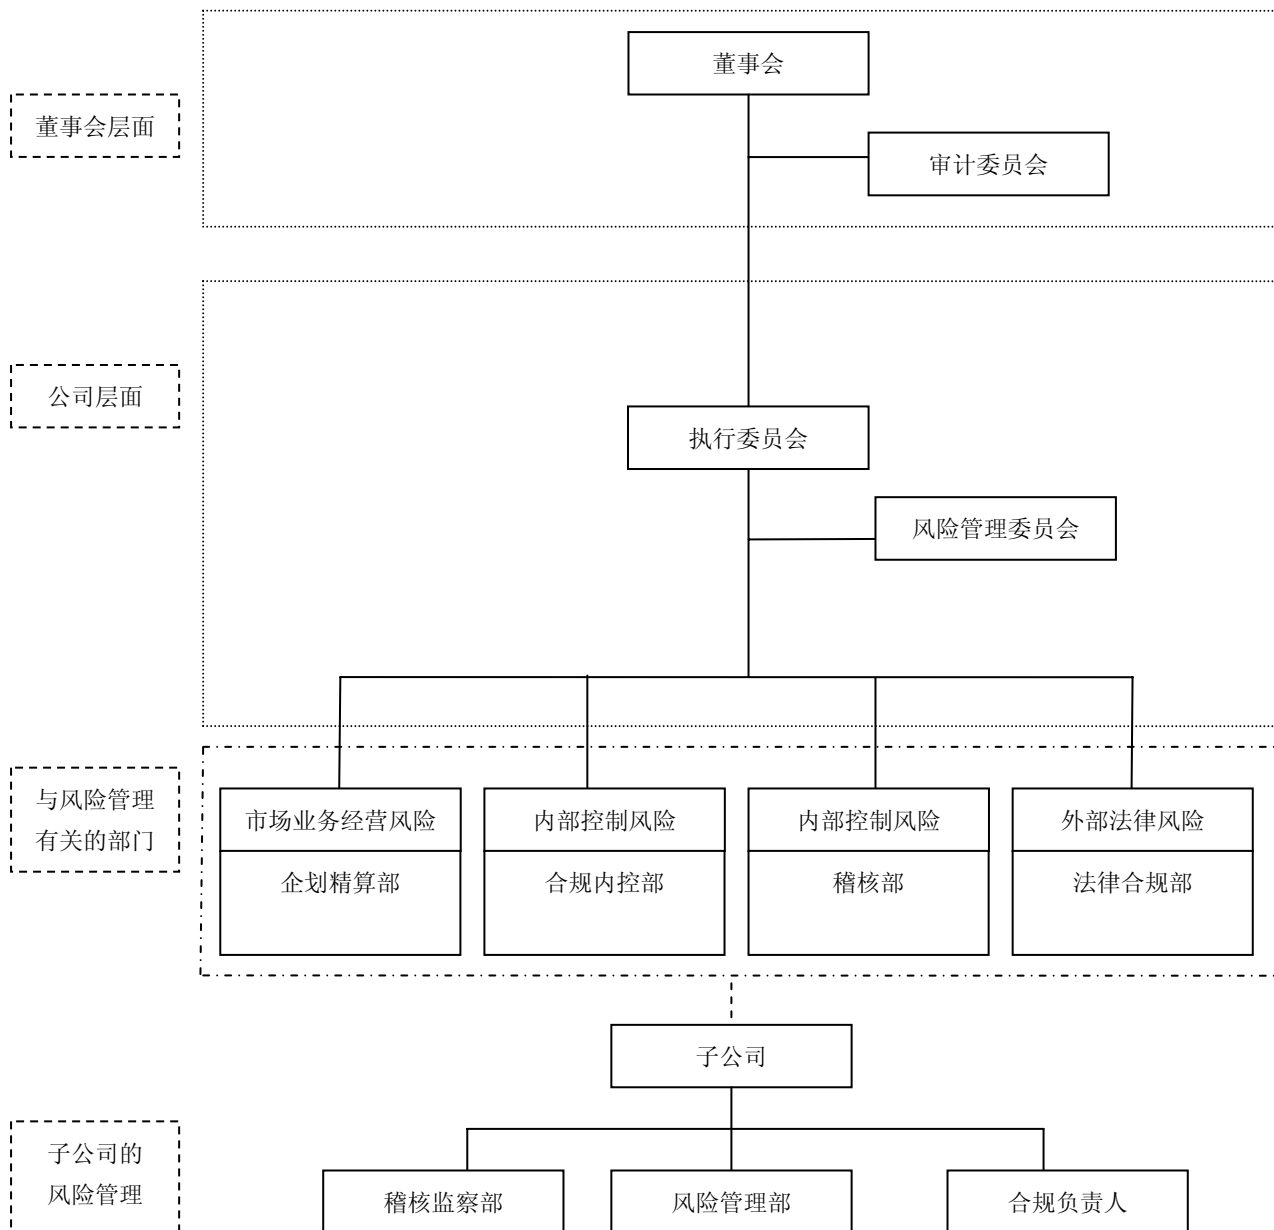 董事会
董事会层面
审计委员会
公司层面
执行委员会
风险管理委员会
与风险管理
有关的部门
市场业务经营风险
内部控制风险
内部控制风险
外部法律风险
企划精算部
合规内控部
稽核部
法律合规部
子公司
子公司的
风险管理
稽核监察部
风险管理部
合规负责人